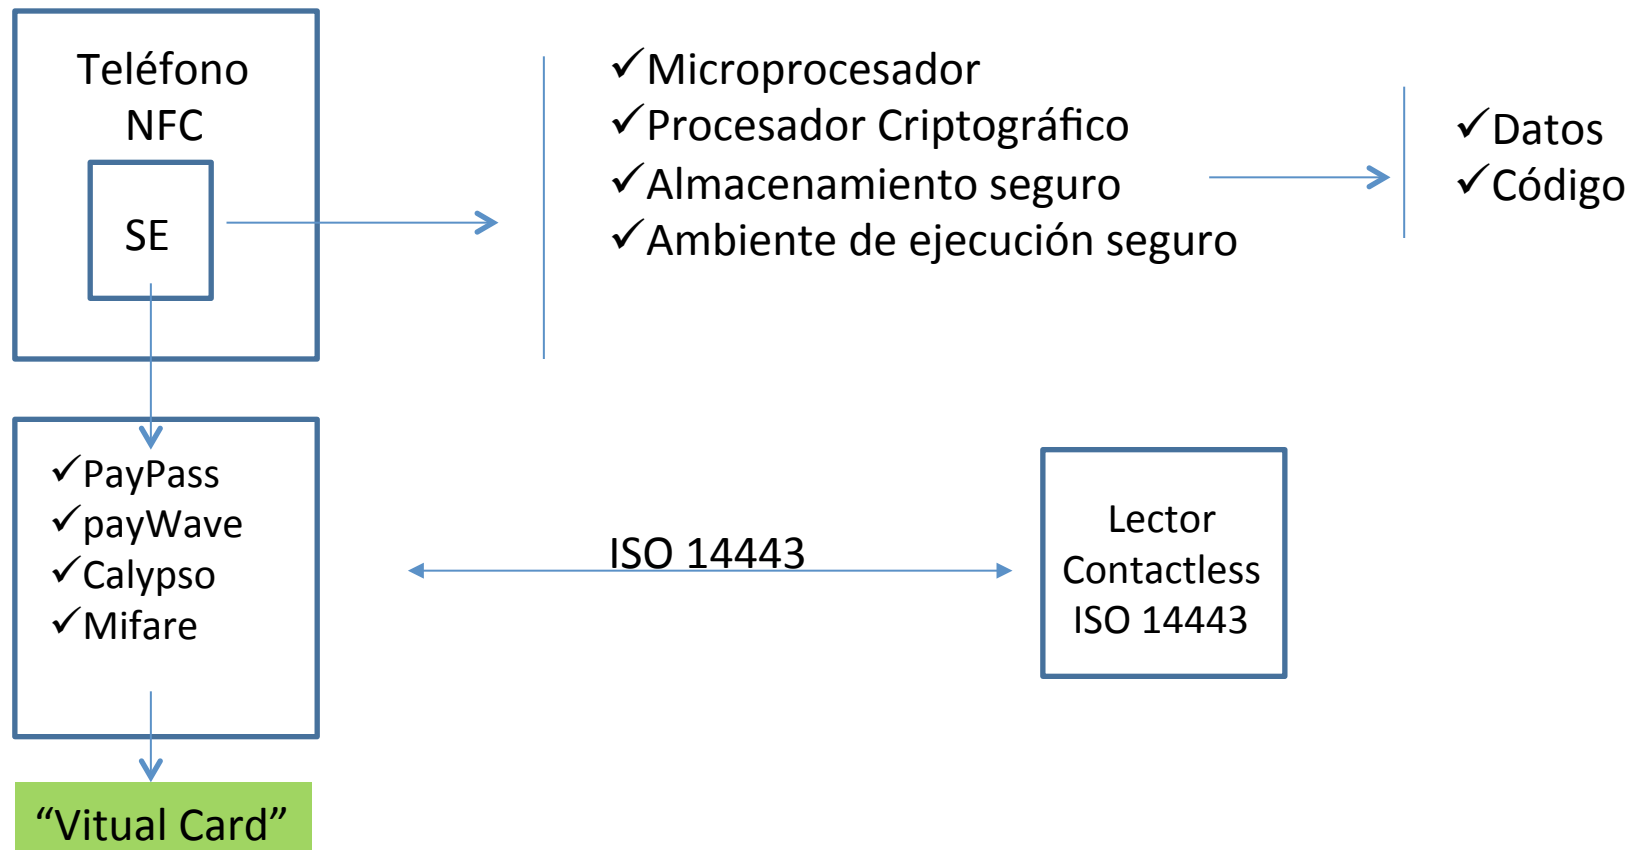 Teléfono
NFC
SE
✓Microprocesador
✓Procesador Criptográfico
✓Almacenamiento seguro
✓Ambiente de ejecución seguro
✓Datos
✓Código
✓PayPass
✓payWave
✓Calypso
✓Mifare
ISO 14443
Lector
Contactless
ISO 14443
“Vitual Card”